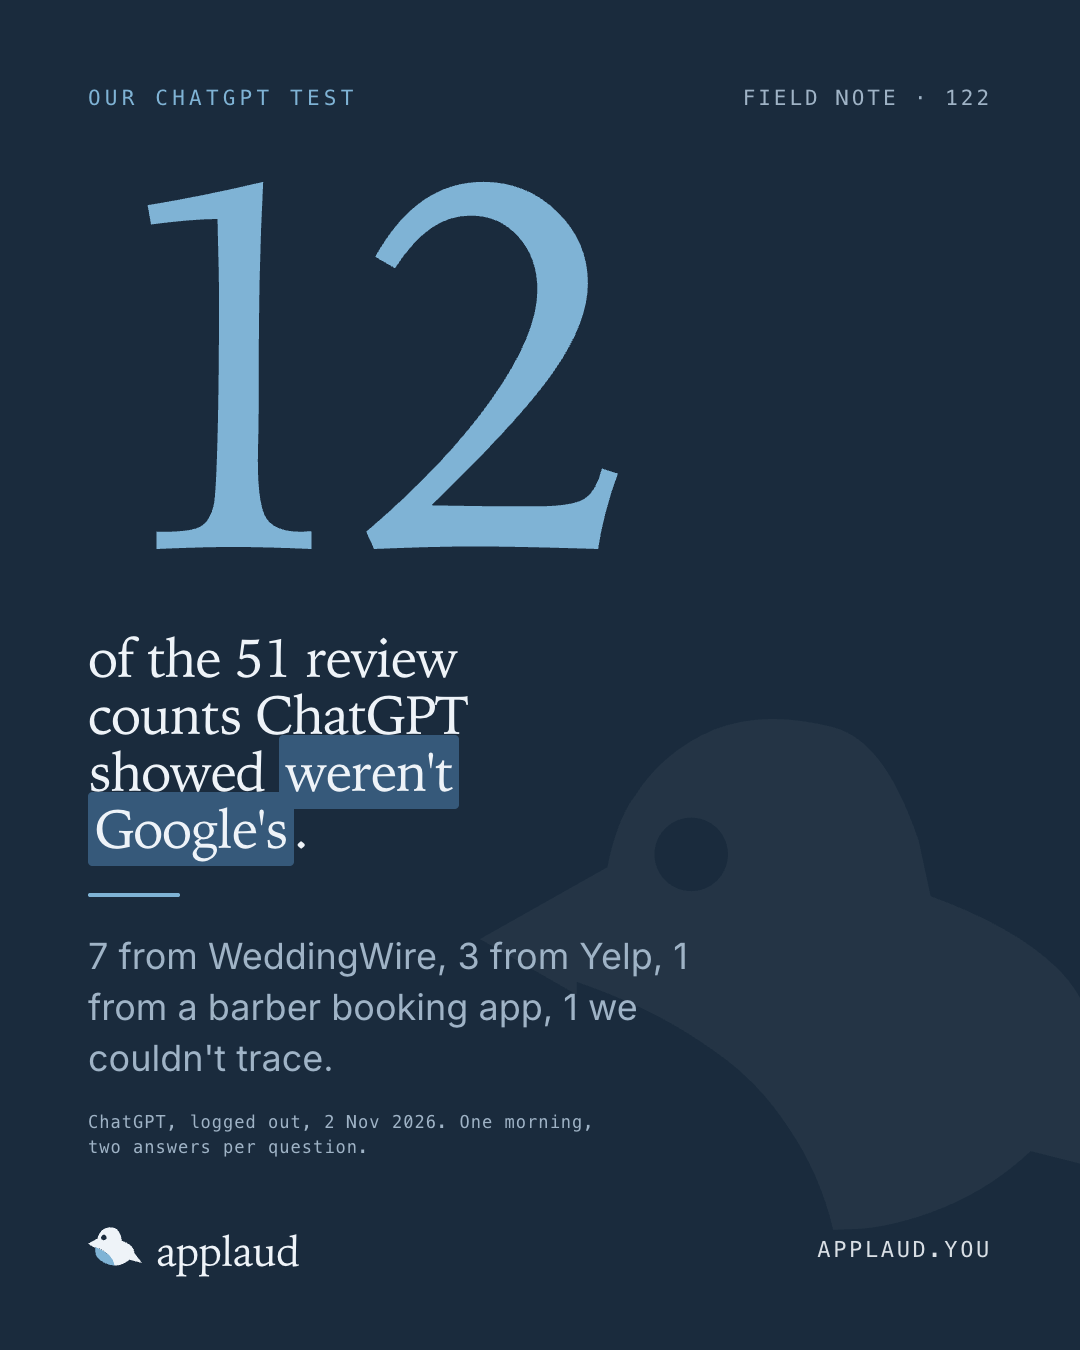 OUR CHATGPT TEST
FIELD NOTE · 122
12
of the 51 review
counts ChatGPT
showed weren't
Google's.
7 from WeddingWire, 3 from Yelp, 1
from a barber booking app, 1 we
couldn't trace.
ChatGPT, logged out, 2 Nov 2026. One morning,
two answers per question.
applaud
APPLAUD.YOU